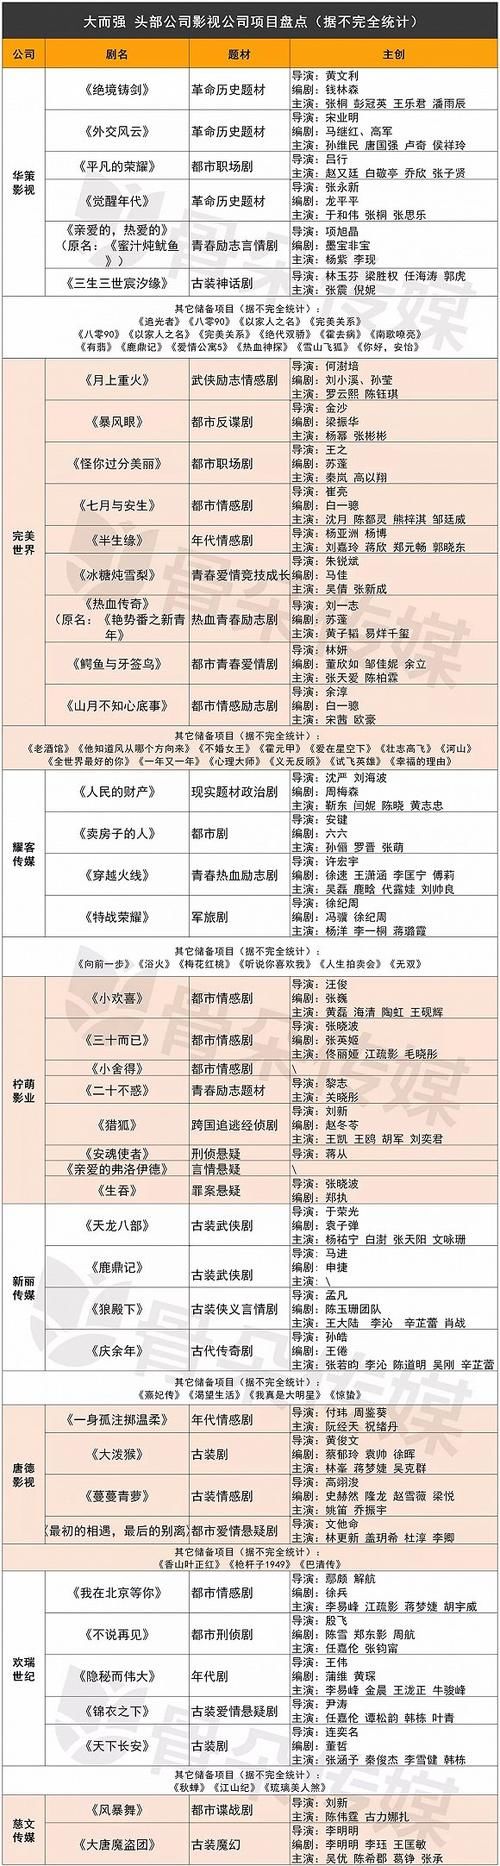 大而强 头部公司影视公司项目盘点（据不完全统计）
公司 剧名 题材 主创
华策影视
《绝境铸剑》 革命历史题材 导演：黄文利
编剧：钱林森
主演：张桐 彭冠英 王乐君 潘雨辰
《外交风云》 革命历史题材 导演：宋业明
编剧：马继红、高军
主演：孙维民 唐国强 卢奇 侯祥玲
《平凡的荣耀》 都市职场剧 导演：吕行
主演：赵又廷 白敬亭 乔欣 张子贤
《觉醒年代》 革命历史题材 导演：张永新
编剧：龙平平
主演：于和伟 张桐 张思乐
《亲爱的，热爱的》（原名：《蜜汁炖鱿鱼》） 青春励志言情剧 导演：项旭晶
编剧：墨宝非宝
主演：杨紫 李现
《三生三世宸汐缘》 古装神话剧 导演：林玉芬 梁胜权 任海涛 郭虎
主演：张震 倪妮
其它储备项目（据不完全统计）：
《追光者》《八零90》《以家人之名》《完美关系》
《八零90》《以家人之名》《完美关系》《绝代双骄》《霍去病》《南歌嘹亮》
《有翡》《鹿鼎记》《爱情公寓5》《热血神探》《雪山飞狐》《你好，安怡》
完美世界
《月上重火》 武侠励志情感剧 导演：何澍培
编剧：刘小溪、孙莹
主演：罗云熙 陈钰琪
《暴风眼》 都市反谍剧 导演：金沙
编剧：梁振华
主演：杨幂 张彬彬
《怪你过分美丽》 都市职场剧 导演：王之
编剧：苏蓬
主演：秦岚 高以翔
《七月与安生》 都市情感剧 导演：崔亮
编剧：白一骢
主演：沈月 陈都灵 熊梓淇 邹廷威
《半生缘》 年代情感剧 导演：杨亚洲 杨博
主演：刘嘉玲 蒋欣 郑元畅 郭晓东
《冰糖炖雪梨》 青春爱情竞技成长 导演：朱锐斌
编剧：马佳
主演：吴倩 张新成
《热血传奇》（原名：《艳势番之新青年》 热血青春励志剧 导演：刘一志
编剧：苏蓬
主演：黄子韬 易烊千玺
《鳄鱼与牙签鸟》 都市青春爱情剧 导演：林妍
编剧：董欣如 邹佳妮 余立
主演：张天爱 陈柏霖
《山月不知心底事》 都市情感励志剧 导演：余淳
编剧：白一骢
主演：宋茜 欧豪
其它储备项目（据不完全统计）：
《老酒馆》《他知道风从哪个方向来》《不婚女王》《霍元甲》《爱在星空下》《壮志高飞》《河山》
《全世界最好的你》《一年又一年》《心理大师》《义无反顾》《试飞英雄》《幸福的理由》
耀客传媒
《人民的财产》 现实题材政治剧 导演：沈严 刘海波
编剧：周梅森
主演：靳东 闫妮 陈晓 黄志忠
《卖房子的人》 都市剧 导演：安键
编剧：六六
主演：孙俪 罗晋 张萌
《穿越火线》 青春热血励志剧 导演：许宏宇
编剧：徐速 王潇涵 李匡宁 傅莉
主演：吴磊 鹿晗 代露娃 刘帅良
《特战荣耀》 军旅剧 导演：徐纪周
编剧：冯骥 徐纪周
主演：杨洋 李一桐 蒋璐霞
其它储备项目（据不完全统计）：
《向前一步》《浴火》《梅花红桃》《听说你喜欢我》《人生拍卖会》《无双》
柠萌影业
《小欢喜》 都市情感剧 导演：汪俊
编剧：张巍
主演：黄磊 海清 陶虹 王砚辉
《三十而已》 都市情感剧 导演：张晓波
编剧：张英姬
主演：佟丽娅 江疏影 毛晓彤
《小舍得》 都市情感剧 \
《二十不惑》 青春励志题材 导演：黎志
主演：关晓彤
《猎狐》 跨国追逃经侦剧 导演：刘新
编剧：赵冬苓
主演：王凯 王鸥 胡军 刘奕君
《安魂使者》 刑侦悬疑 导演：蒋从
《亲爱的弗洛伊德》 言情悬疑 \
《生吞》 罪案悬疑 导演：张晓波
编剧：郑执
新丽传媒
《天龙八部》 古装武侠剧 导演：于荣光
编剧：袁子弹
主演：杨祐宁 白澍 张天阳 文咏珊
《鹿鼎记》 古装武侠剧 导演：马进
编剧：申捷
主演：\
《狼殿下》 古装侠义言情剧 导演：孟凡
编剧：陈玉珊团队
主演：王大陆 李沁 辛芷蕾 肖战
《庆余年》 古代传奇剧 导演：孙皓
编剧：王倦
主演：张若昀 李沁 陈道明 吴刚 辛芷蕾
其它储备项目（据不完全统计）：
《熹妃传》《渴望生活》《我真是大明星》《惊蛰》
唐德影视
《一身孤注掷温柔》 年代情感剧 导演：付玮 周鉴葵
主演：阮经天 祝绪丹
《大泼猴》 古装剧 导演：黄俊文
编剧：蔡郁玲 袁帅 徐晖
主演：林峯 蒋梦婕 吴克群
《蔓蔓青萝》 古装情感剧 导演：高翊浚
编剧：史赫然 隆龙 赵雪薇 梁悦
主演：姚笛 乔振宇
《最初的相遇，最后的别离》 都市爱情悬疑剧 导演：文他命
主演：林更新 盖玥希 杜淳 李卿
其它储备项目（据不完全统计）：
《香山叶正红》《枪杆子1949》《巴清传》
欢瑞世纪
《我在北京等你》 都市情感剧 导演：鄢颇 解航
编剧：徐兵
主演：李易峰 江疏影 蒋梦婕 胡宇威
《不说再见》 都市刑侦剧 导演：殷飞
编剧：陈雪 郑东影 周航
主演：任嘉伦 张钧甯
《隐秘而伟大》 年代剧 导演：王伟
编剧：蒲维 黄琛
主演：李易峰 金晨 王泷正 牛骏峰
《锦衣之下》 古装爱情悬疑剧 导演：尹涛
主演：任嘉伦 谭松韵 韩栋 叶青
《天下长安》 古装剧 导演：连奕名
编剧：董哲
主演：张涵予 秦俊杰 李雪健 韩栋
其它储备项目（据不完全统计）：
《秋蝉》《江山纪》《琉璃美人煞》
慈文传媒
《风暴舞》 都市谍战剧 导演：刘新
主演：陈伟霆 古力娜扎
《大唐魔盗团》 古装魔幻 导演：李明明
编剧：李明明 李珏 王匡敏
主演：吴优 陈希郡 葛铮 张承
骨朵传媒